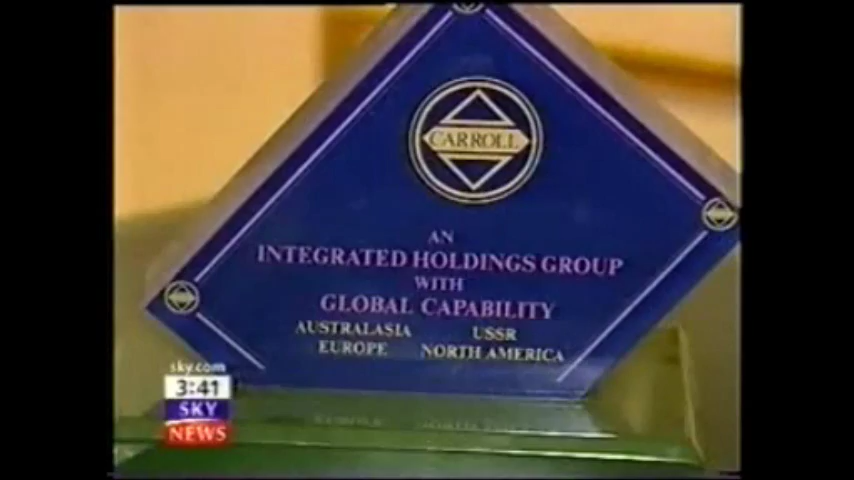 CARROLL
AN
INTEGRATED HOLDINGS GROUP
WITH
GLOBAL CAPABILITY
AUSTRALASIA USSR
EUROPE NORTH AMERICA
sky.com
3:41
SKY
NEWS